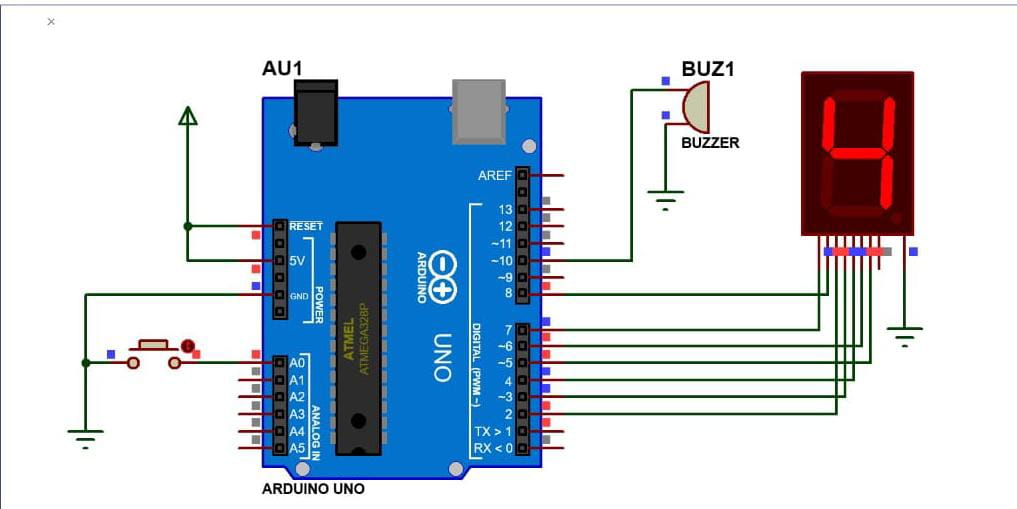 ×
AU1
BUZ1
BUZZER
4
AREF
13
12
~11
~10
~9
8
7
~6
~5
4
~3
2
TX > 1
RX < 0
DIGITAL (PWM~)
RESET
5V
GND
POWER
A0
A1
A2
A3
A4
A5
ANALOG IN
ATMEL
ATMEGA328P
ARDUINO
UNO
ARDUINO UNO